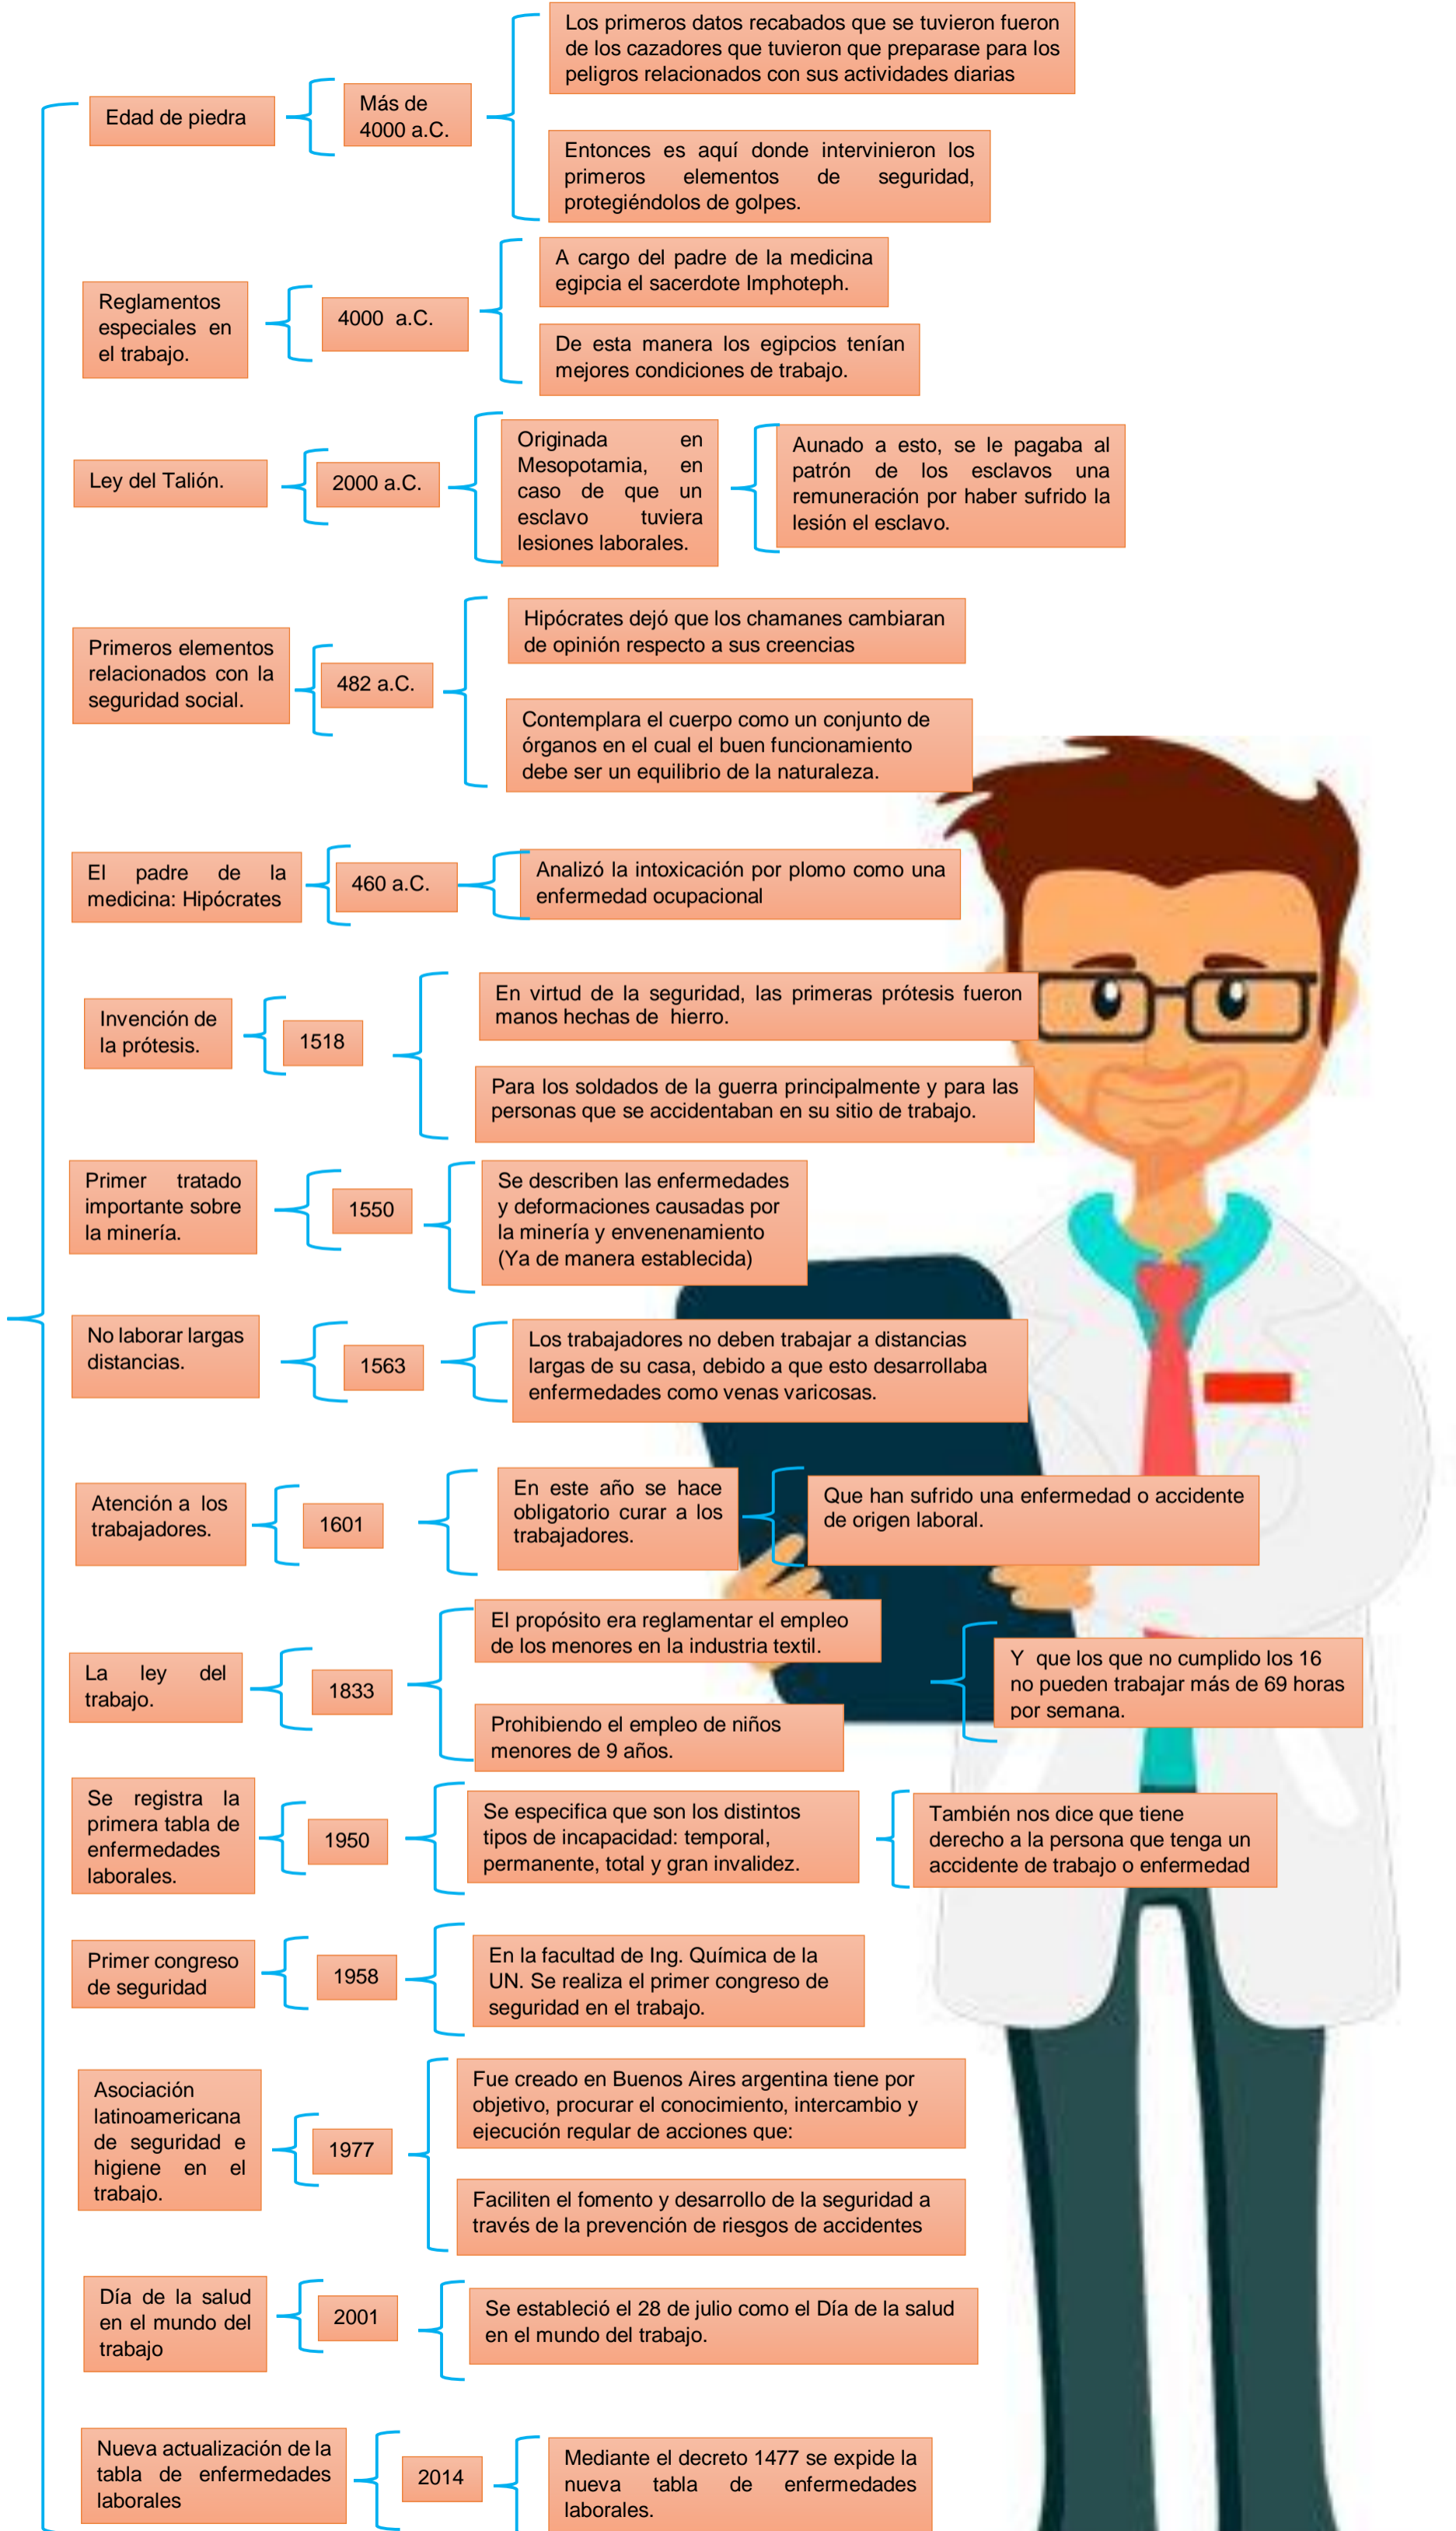 Edad de piedra
Más de
4000 a.C.
Los primeros datos recabados que se tuvieron fueron
de los cazadores que tuvieron que preparase para los
peligros relacionados con sus actividades diarias
Entonces es aquí donde intervinieron los
primeros elementos de seguridad,
protegiéndolos de golpes.
Reglamentos
especiales en
el trabajo.
4000 a.C.
A cargo del padre de la medicina
egipcia el sacerdote Imphoteph.
De esta manera los egipcios tenían
mejores condiciones de trabajo.
Ley del Talión.
2000 a.C.
Originada en
Mesopotamia, en
caso de que un
esclavo tuviera
lesiones laborales.
Aunado a esto, se le pagaba al
patrón de los esclavos una
remuneración por haber sufrido la
lesión el esclavo.
Primeros elementos
relacionados con la
seguridad social.
482 a.C.
Hipócrates dejó que los chamanes cambiaran
de opinión respecto a sus creencias
Contemplara el cuerpo como un conjunto de
órganos en el cual el buen funcionamiento
debe ser un equilibrio de la naturaleza.
El padre de la
medicina: Hipócrates
460 a.C.
Analizó la intoxicación por plomo como una
enfermedad ocupacional
Invención de
la prótesis.
1518
En virtud de la seguridad, las primeras prótesis fueron
manos hechas de hierro.
Para los soldados de la guerra principalmente y para las
personas que se accidentaban en su sitio de trabajo.
Primer tratado
importante sobre
la minería.
1550
Se describen las enfermedades
y deformaciones causadas por
la minería y envenenamiento
(Ya de manera establecida)
No laborar largas
distancias.
1563
Los trabajadores no deben trabajar a distancias
largas de su casa, debido a que esto desarrollaba
enfermedades como venas varicosas.
Atención a los
trabajadores.
1601
En este año se hace
obligatorio curar a los
trabajadores.
Que han sufrido una enfermedad o accidente
de origen laboral.
La ley del
trabajo.
1833
El propósito era reglamentar el empleo
de los menores en la industria textil.
Prohibiendo el empleo de niños
menores de 9 años.
Y que los que no cumplido los 16
no pueden trabajar más de 69 horas
por semana.
Se registra la
primera tabla de
enfermedades
laborales.
1950
Se especifica que son los distintos
tipos de incapacidad: temporal,
permanente, total y gran invalidez.
También nos dice que tiene
derecho a la persona que tenga un
accidente de trabajo o enfermedad
Primer congreso
de seguridad
1958
En la facultad de Ing. Química de la
UN. Se realiza el primer congreso de
seguridad en el trabajo.
Asociación
latinoamericana
de seguridad e
higiene en el
trabajo.
1977
Fue creado en Buenos Aires argentina tiene por
objetivo, procurar el conocimiento, intercambio y
ejecución regular de acciones que:
Faciliten el fomento y desarrollo de la seguridad a
través de la prevención de riesgos de accidentes
Día de la salud
en el mundo del
trabajo
2001
Se estableció el 28 de julio como el Día de la salud
en el mundo del trabajo.
Nueva actualización de la
tabla de enfermedades
laborales
2014
Mediante el decreto 1477 se expide la
nueva tabla de enfermedades
laborales.